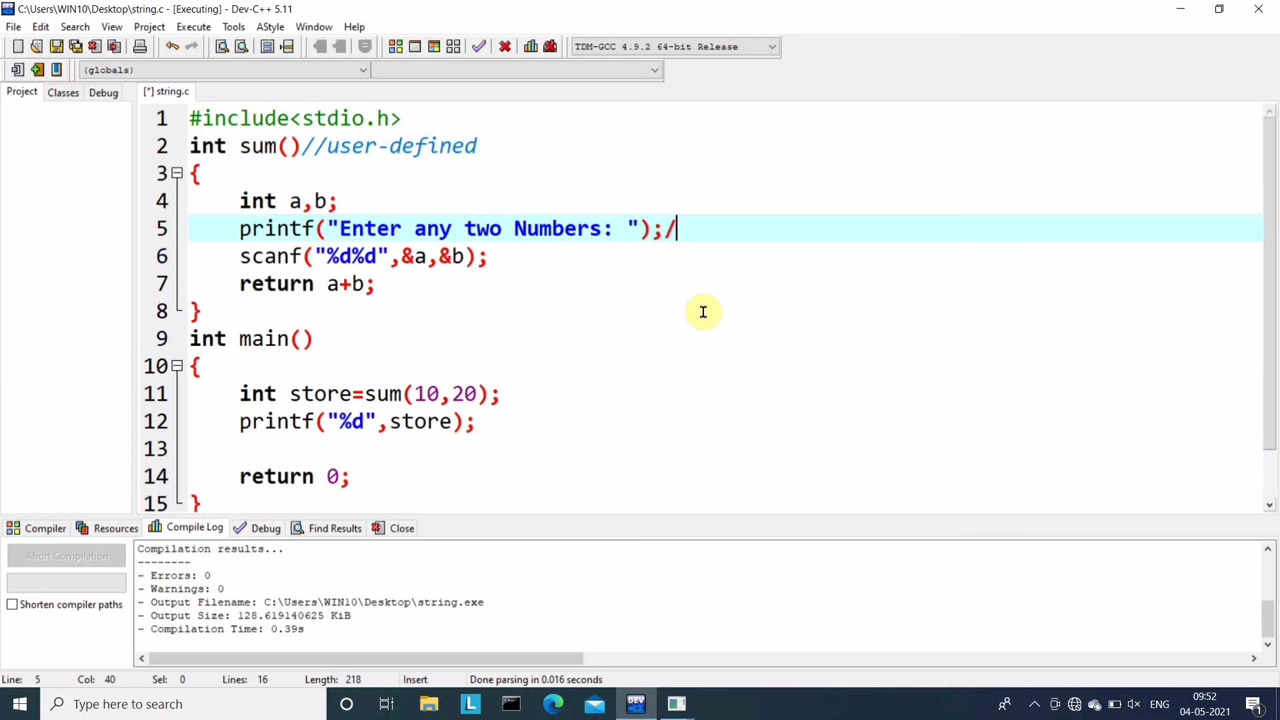 C:\Users\WIN10\Desktop\string.c - [Executing] - Dev-C++ 5.11
File Edit Search View Project Execute Tools AStyle Window Help
TDM-GCC 4.9.2 64-bit Release
(globals)
Project Classes Debug [*] string.c
1 #include<stdio.h>
2 int sum()//user-defined
3 {
4 int a,b;
5 printf("Enter any two Numbers: ");/
6 scanf("%d%d",&a,&b);
7 return a+b;
8 }
9 int main()
10 {
11 int store=sum(10,20);
12 printf("%d",store);
13
14 return 0;
15 }
Compiler Resources Compile Log Debug Find Results Close
Abort Compilation
Shorten compiler paths
Compilation results...
--------
- Errors: 0
- Warnings: 0
- Output Filename: C:\Users\WIN10\Desktop\string.exe
- Output Size: 128.619140625 KiB
- Compilation Time: 0.39s
Line: 5 Col: 40 Sel: 0 Lines: 16 Length: 218 Insert Done parsing in 0.016 seconds
Type here to search
L
DEV
ENG
09:52
04-05-2021
1